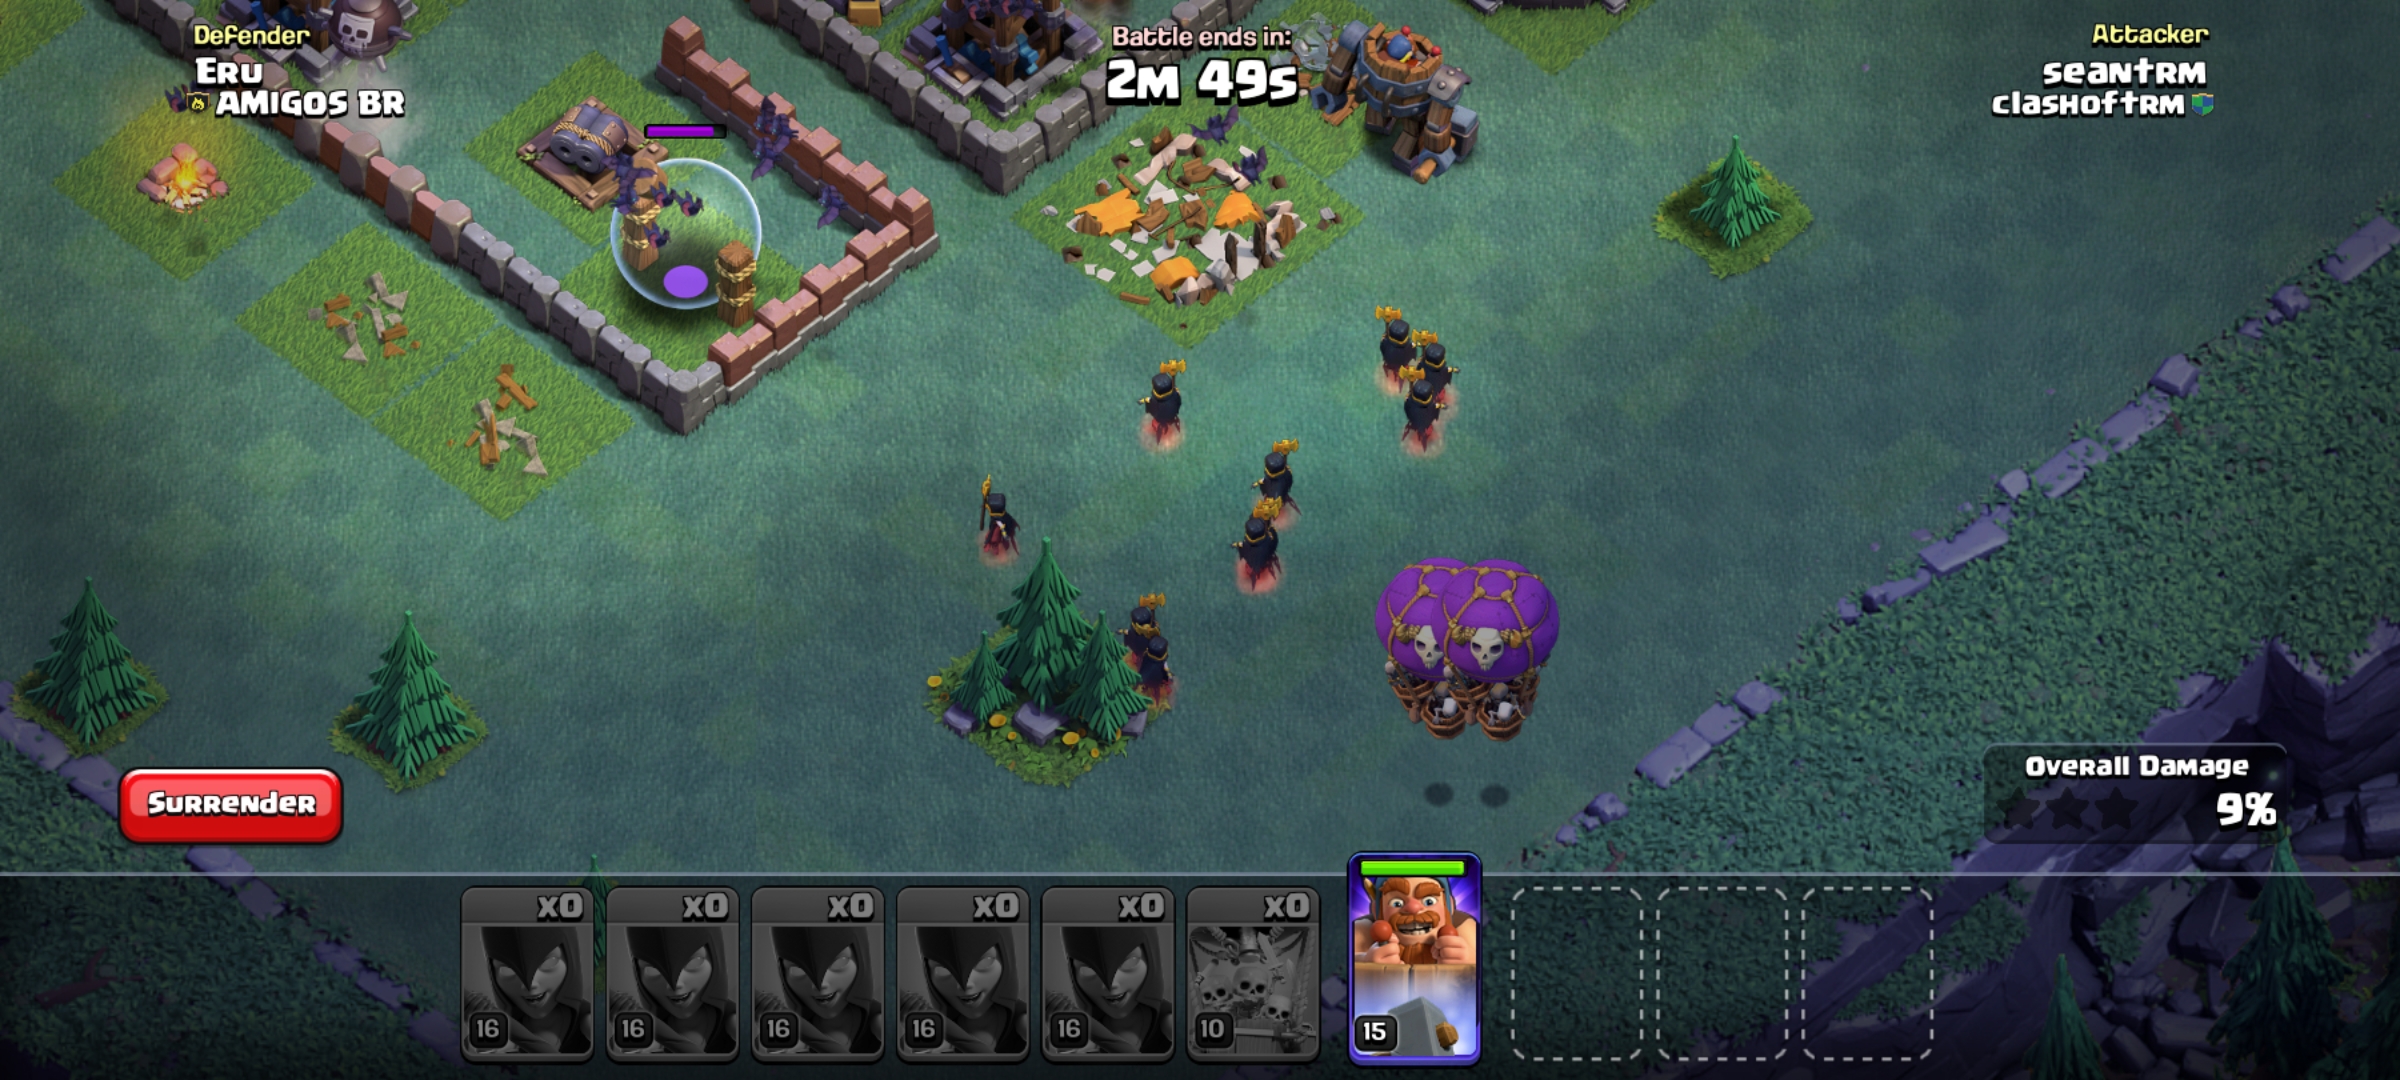 Defender
Eru
AMIGOS BR
Battle ends in:
2M 49s
Attacker
seantrm
clashoftrm
Surrender
Overall Damage
9%
x0
x0
x0
x0
x0
x0
16
16
16
16
16
10
15